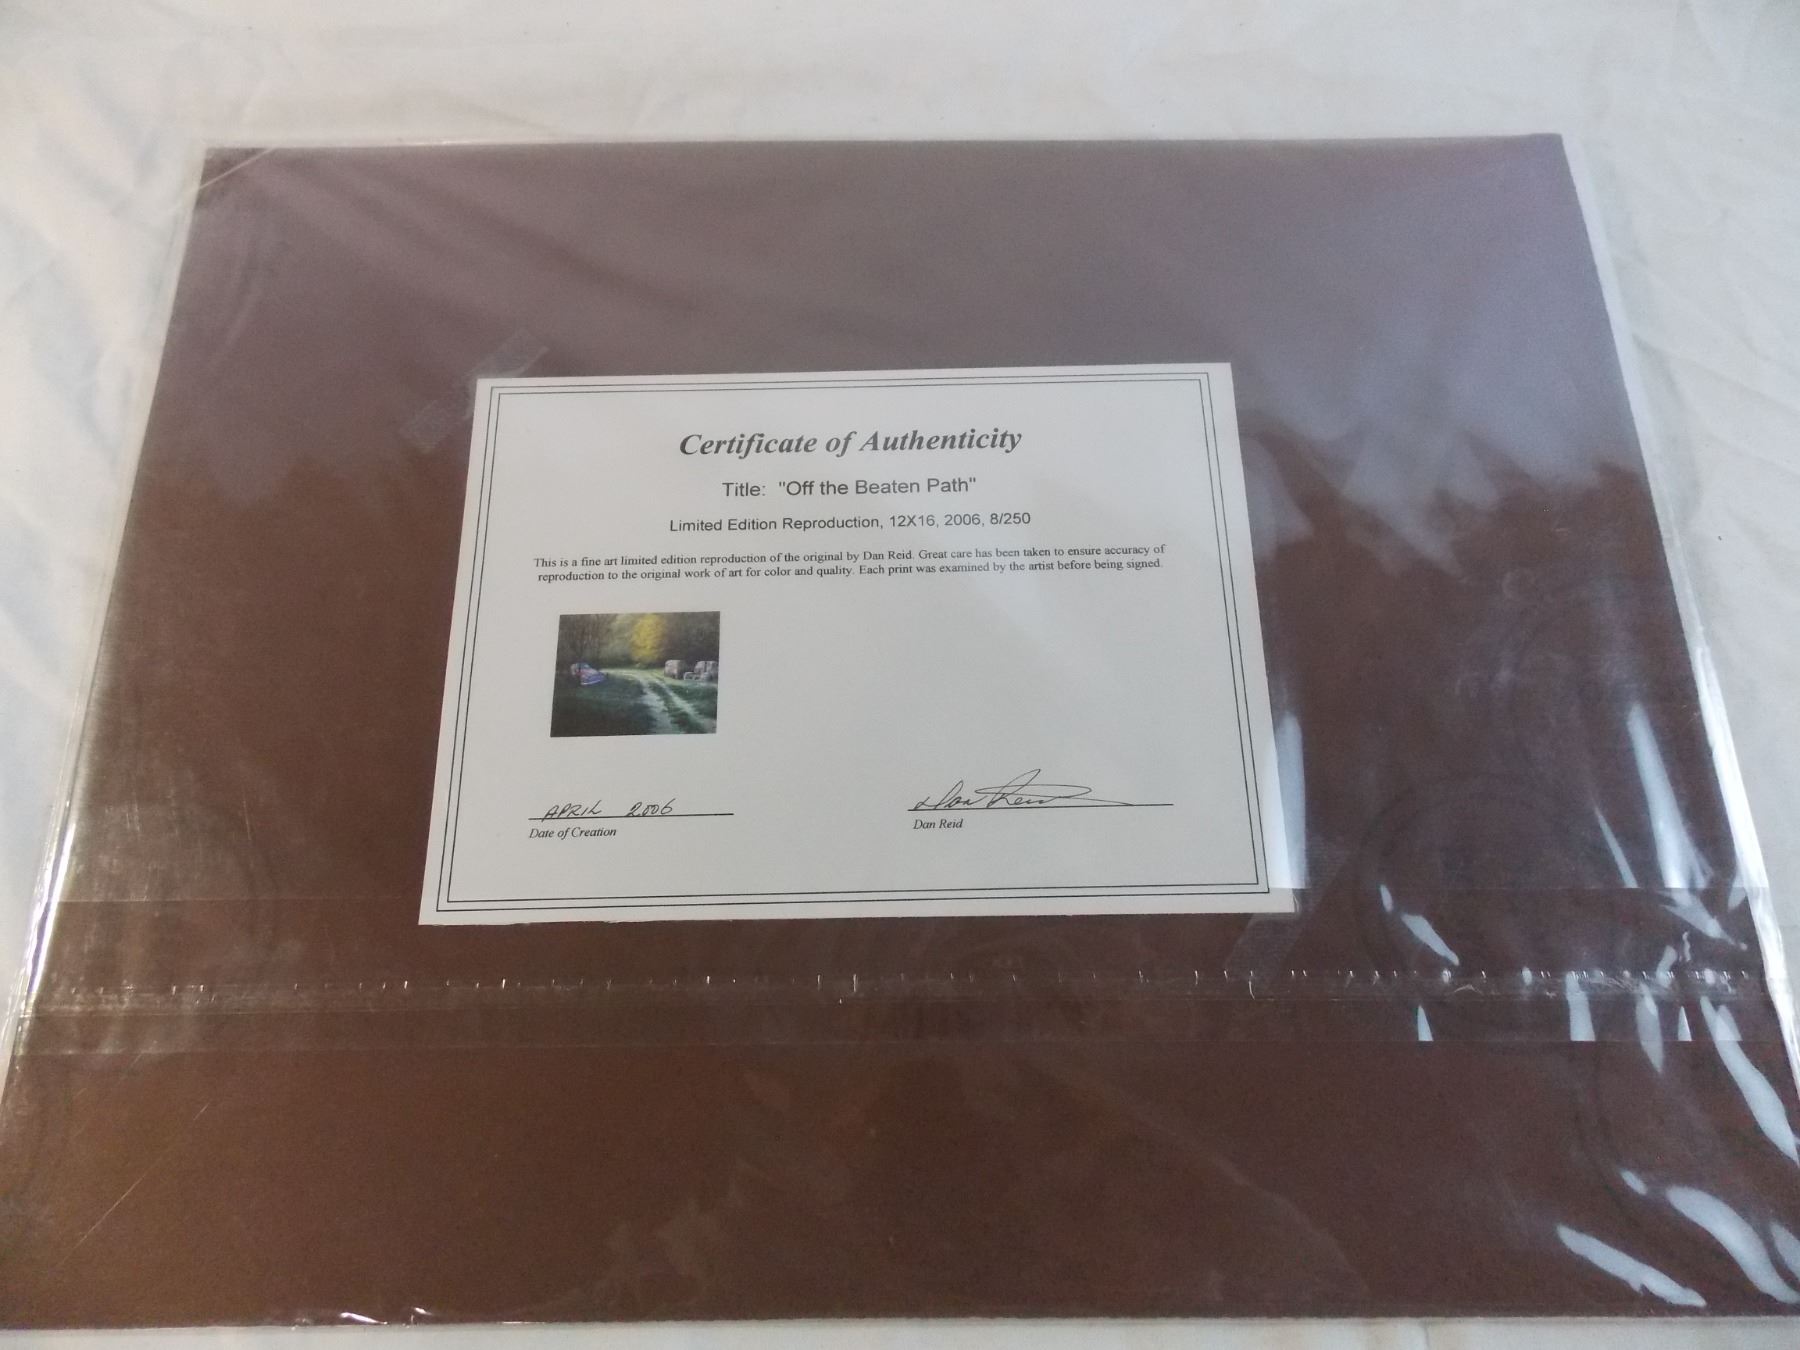 Certificate of Authenticity
Title: "Off the Beaten Path"
Limited Edition Reproduction, 12X16, 2006, 8/250
This is a fine art limited edition reproduction of the original by Dan Reid. Great care has been taken to ensure accuracy of
reproduction to the original work of art for color and quality. Each print was examined by the artist before being signed.
APRIL 2006
Date of Creation
Dan Reid
Dan Reid